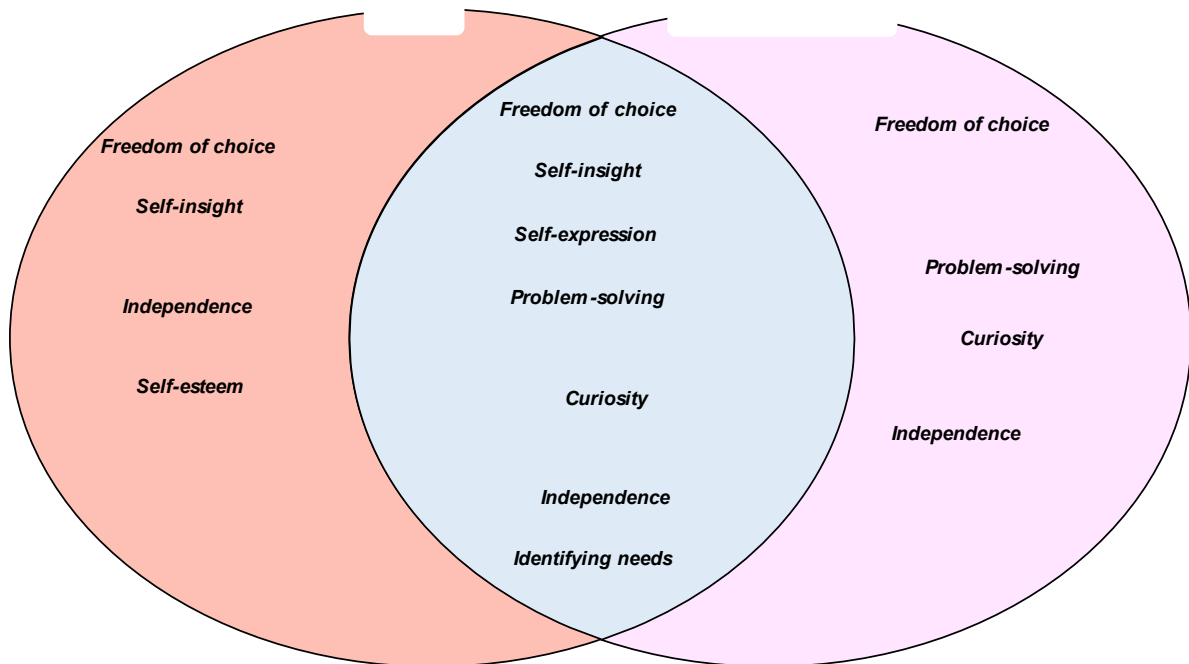 Freedom of choice
Self-insight
Independence
Self-esteem
Freedom of choice
Self-insight
Self-expression
Problem-solving
Curiosity
Independence
Identifying needs
Freedom of choice
Problem-solving
Curiosity
Independence